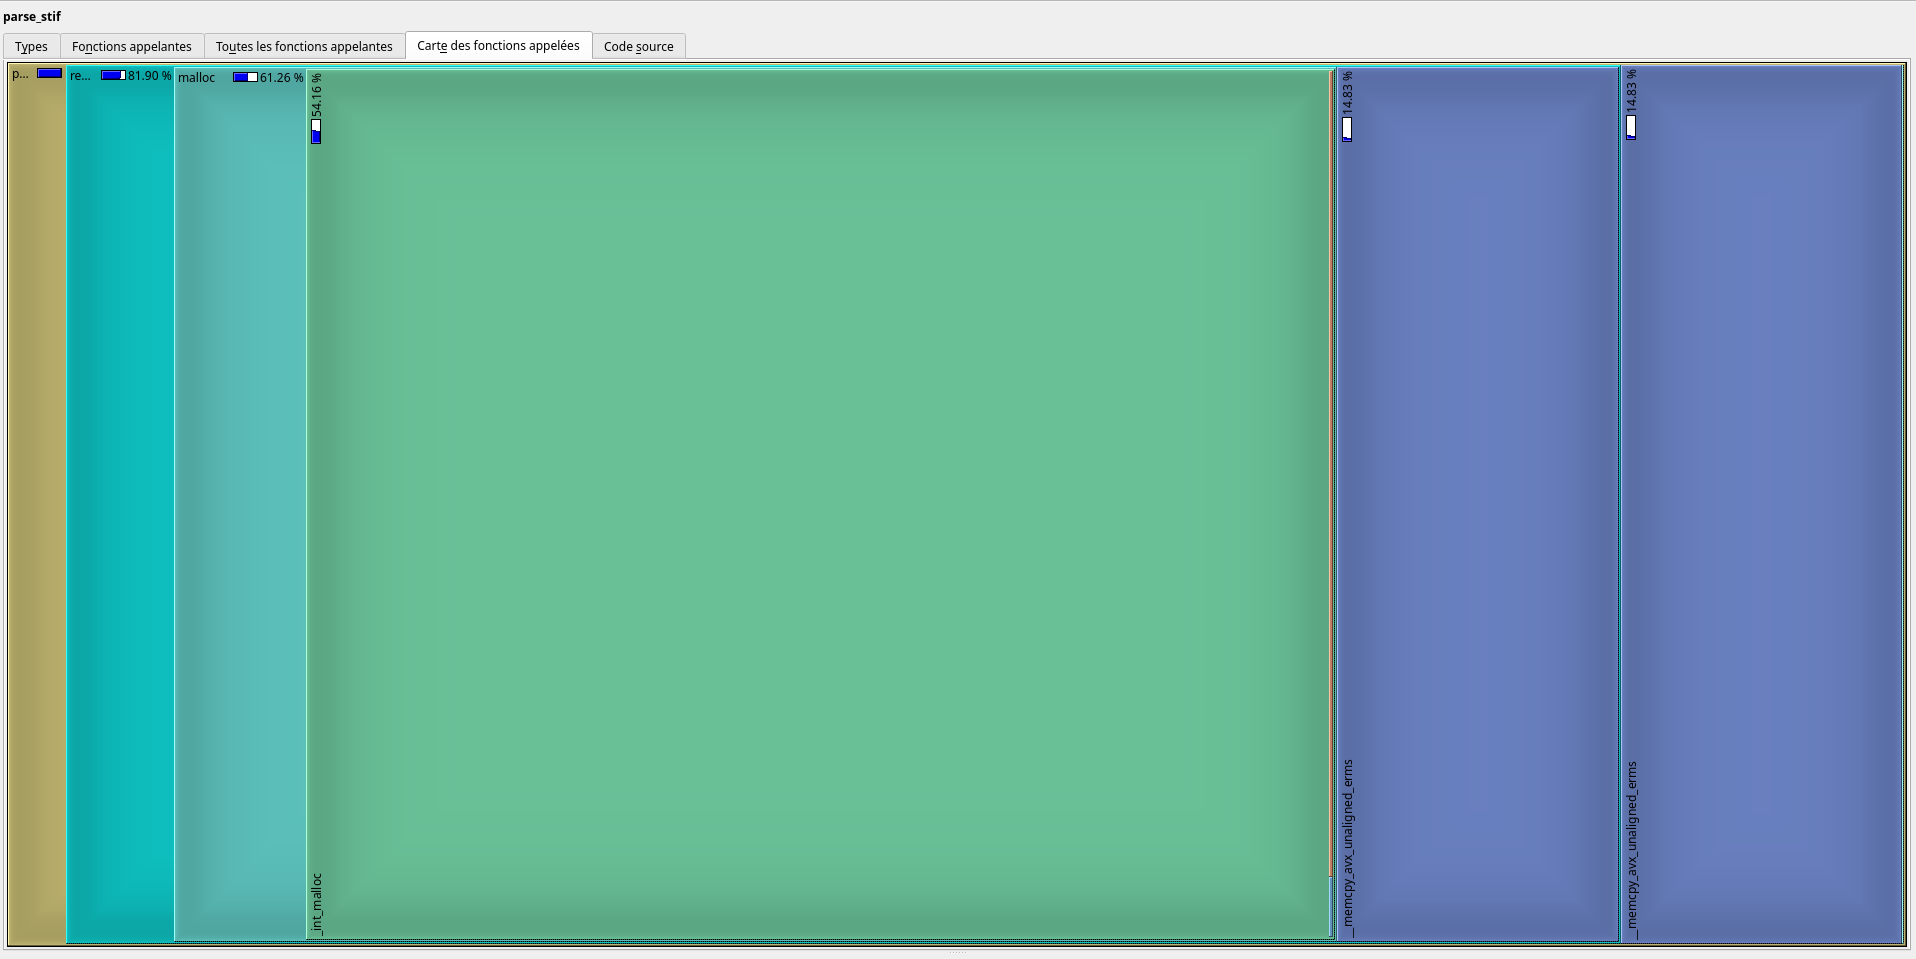 parse_stif
Types
Fonctions appelantes
Toutes les fonctions appelantes
Carte des fonctions appelées
Code source
p...
re... 81.90 %
malloc 61.26 %
_int_malloc 54.16 %
__memcpy_avx_unaligned_erms 14.83 %
__memcpy_avx_unaligned_erms 14.83 %